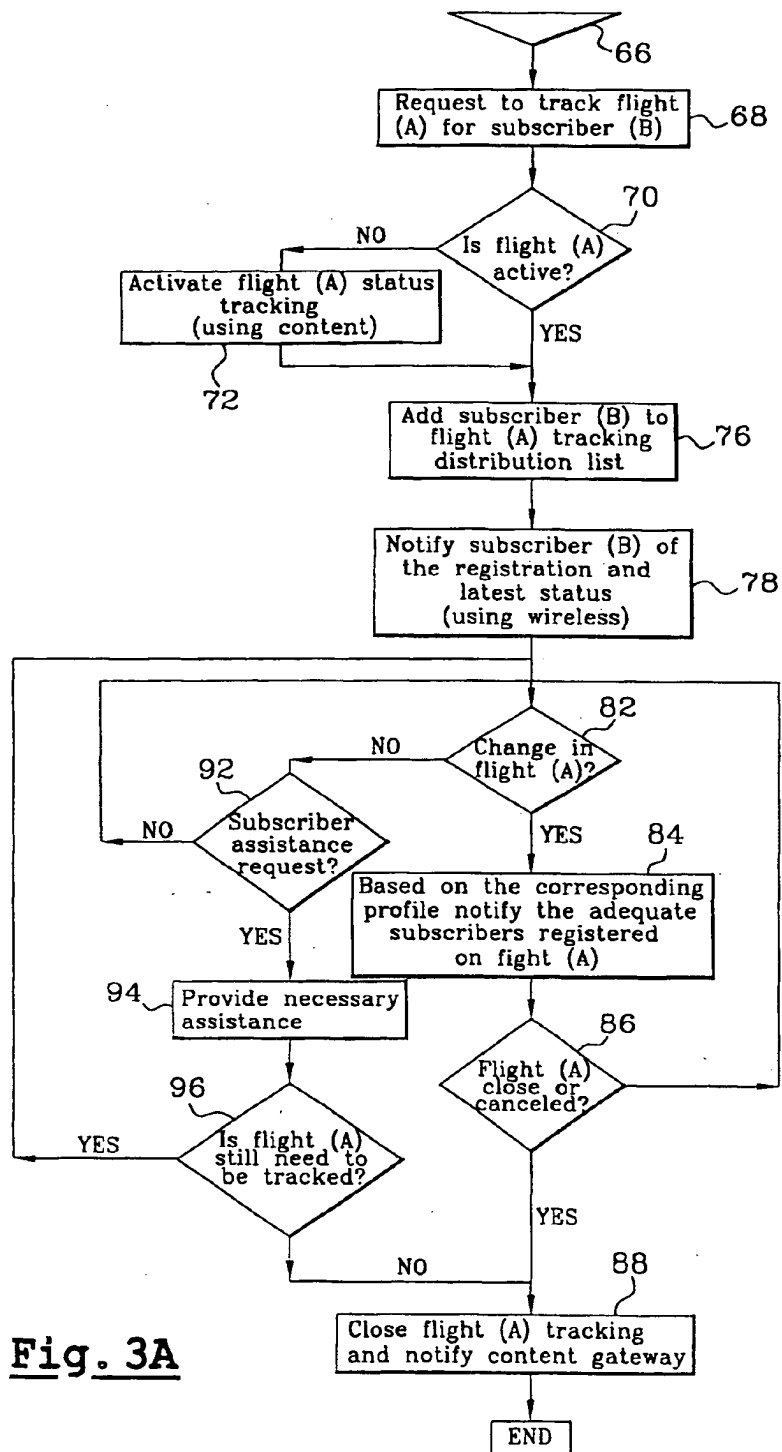 66
Request to track flight
(A) for subscriber (B)
68
70
Is flight (A)
active?
NO
YES
Activate flight (A) status
tracking
(using content)
72
Add subscriber (B) to
flight (A) tracking
distribution list
76
Notify subscriber (B) of
the registration and
latest status
(using wireless)
78
82
Change in
flight (A)?
NO
YES
92
Subscriber
assistance
request?
NO
YES
84
Based on the corresponding
profile notify the adequate
subscribers registered
on fight (A)
94
Provide necessary
assistance
86
Flight (A)
close or
canceled?
YES
96
Is flight (A)
still need to
be tracked?
YES
NO
88
Close flight (A) tracking
and notify content gateway
END
Fig. 3A